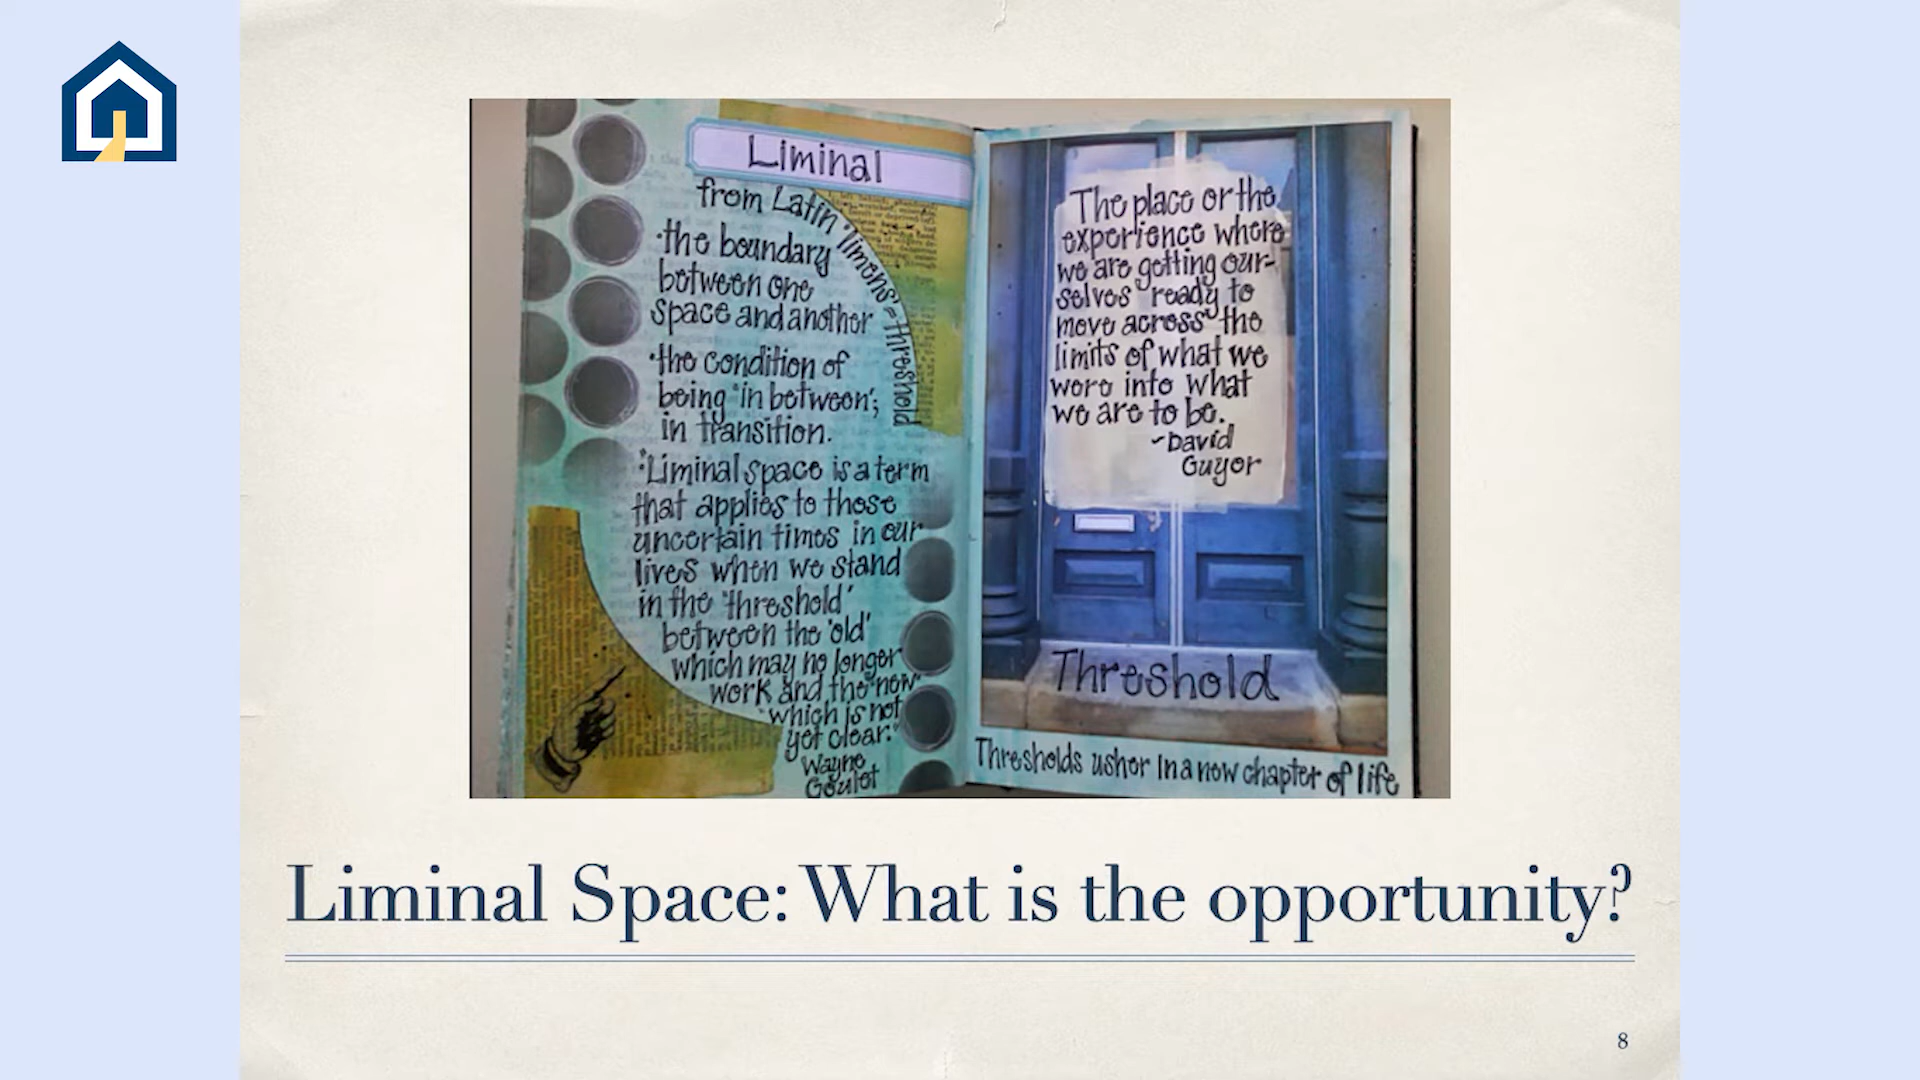 Liminal
from Latin 'limens' = threshold
•the boundary
between one
space and another
•the condition of
being "in between";
in transition.
•"Liminal space is a term
that applies to those
uncertain times in our
lives when we stand
in the "threshold'
between the 'old'
which may no longer
work and the "new"
which is not
yet clear."
Wayne
Goulet
The place or the
experience where
we are getting our-
selves ready to
move across the
limits of what we
were into what
we are to be.
~David
Guyor
Threshold
Thresholds usher in a new chapter of life
Liminal Space: What is the opportunity?
8